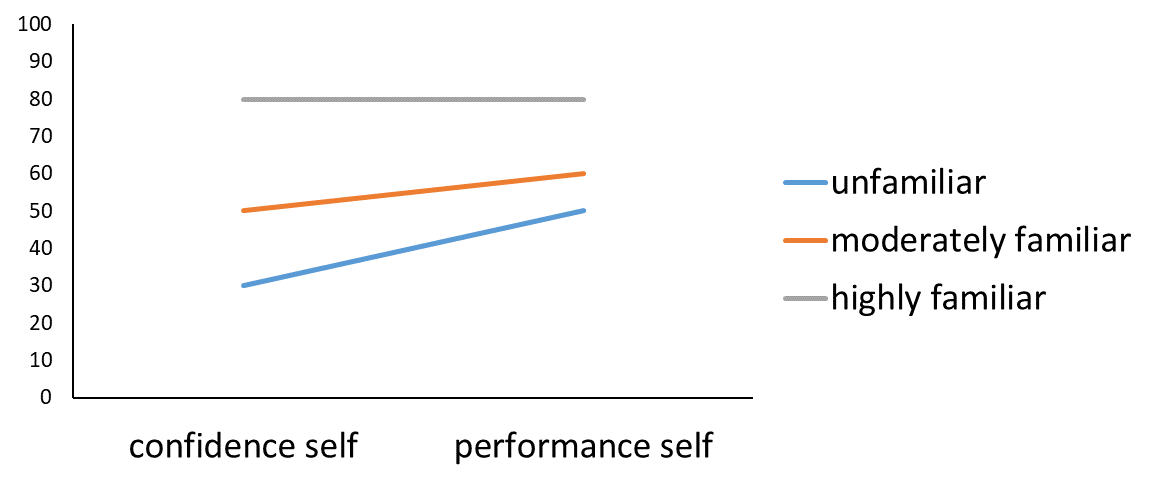 100
90
80
70
60
50
40
30
20
10
0
confidence self
performance self
unfamiliar
moderately familiar
highly familiar